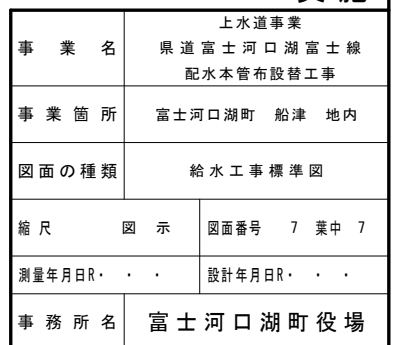 事業名 上水道事業
県道富士河口湖富士線
配水本管布設替工事
事業箇所 富士河口湖町 船津 地内
図面の種類 給水工事標準図
縮尺 図示 図面番号 7 葉中 7
測量年月日R・ ・ ・ 設計年月日R・ ・ ・
事務所名 富士河口湖町役場